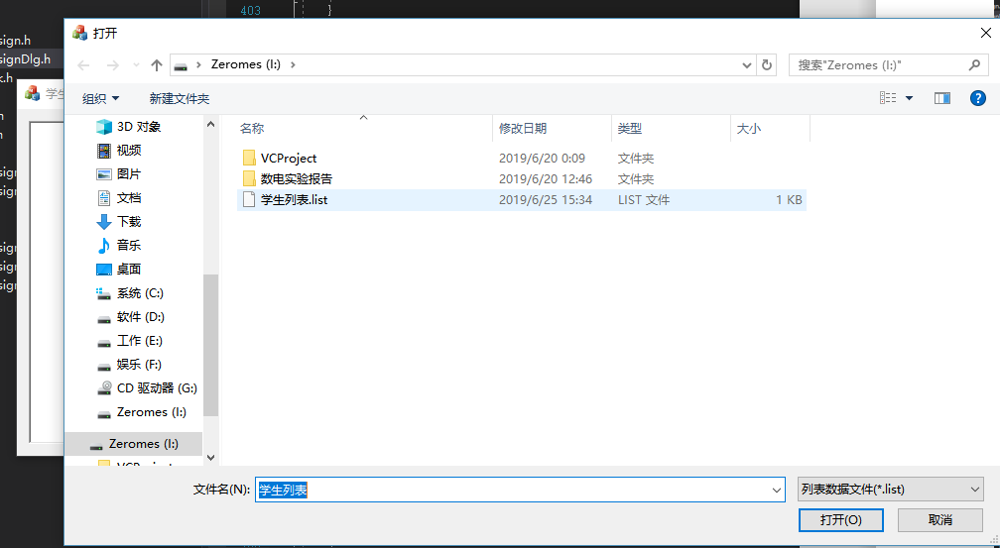 403
}
打开
sign.h
signDlg.h
.h
学生
Zeromes (I:)
搜索"Zeromes (I:)"
组织
新建文件夹
名称
修改日期
类型
大小
3D 对象
视频
图片
文档
下载
音乐
桌面
系统 (C:)
软件 (D:)
工作 (E:)
娱乐 (F:)
CD 驱动器 (G:)
Zeromes (I:)
Zeromes (I:)
VCProject
VCProject 2019/6/20 0:09 文件夹
数电实验报告 2019/6/20 12:46 文件夹
学生列表.list 2019/6/25 15:34 LIST 文件 1 KB
sign
sign
sign
sign
sign
文件名(N):
学生列表
列表数据文件(*.list)
打开(O)
取消